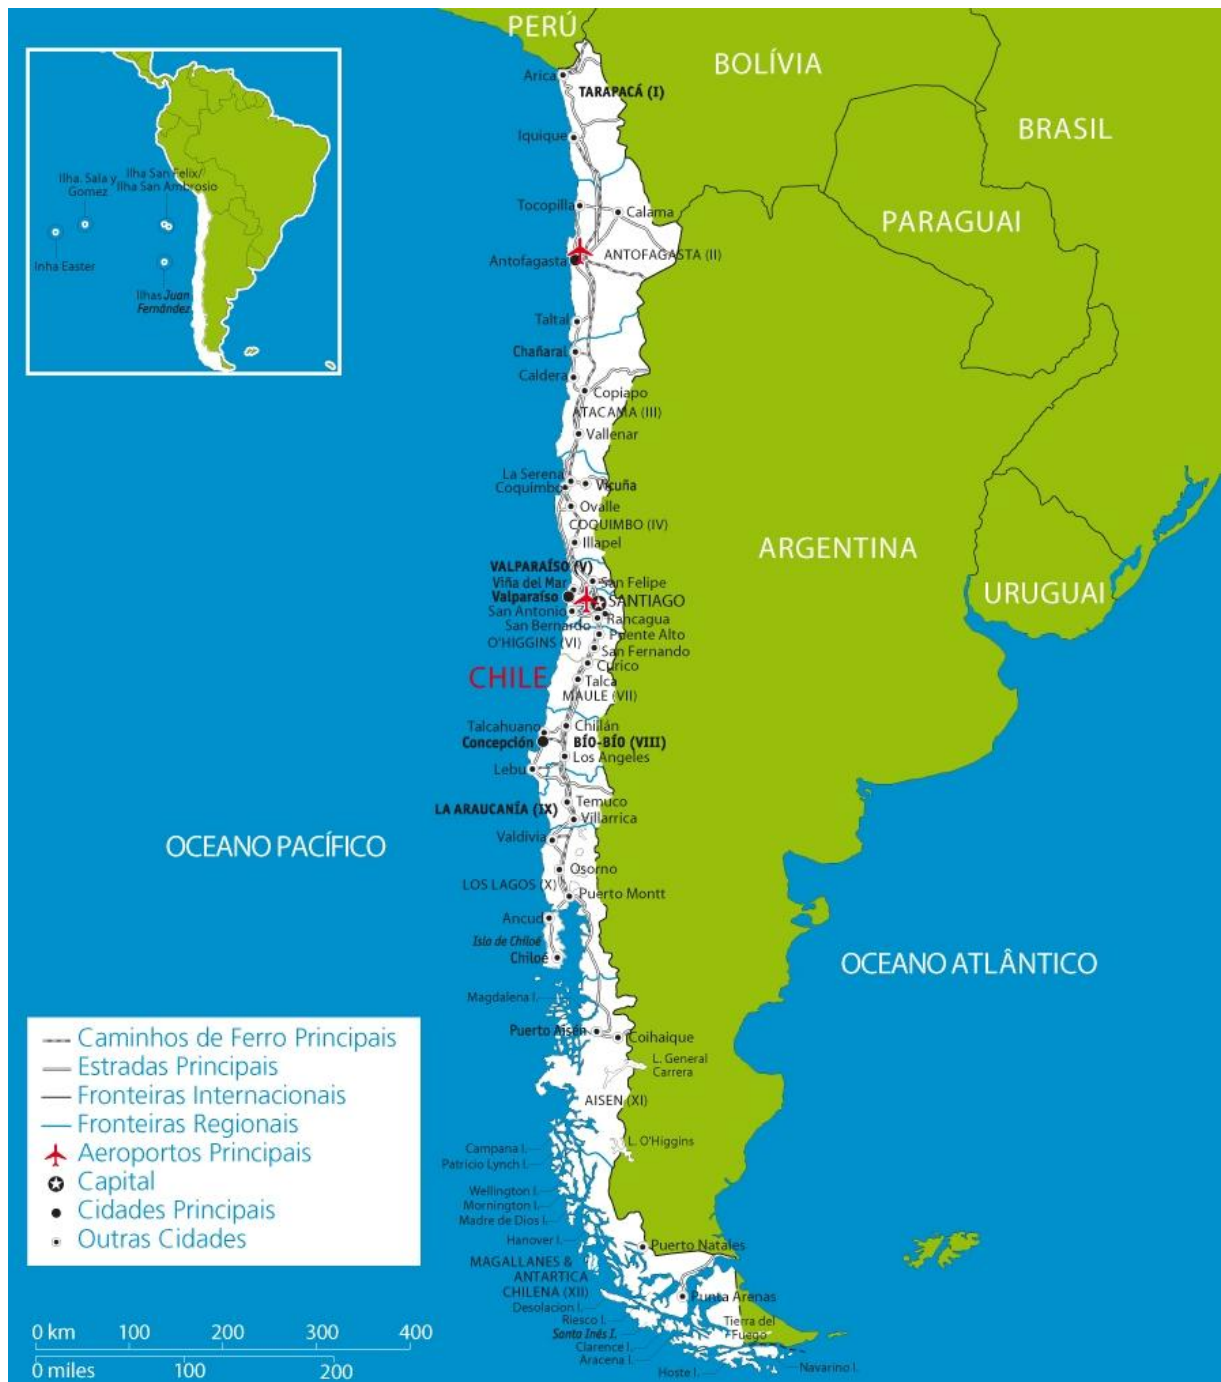 PERÚ
BOLÍVIA
BRASIL
PARAGUAI
ARGENTINA
URUGUAI
CHILE
OCEANO PACÍFICO
OCEANO ATLÂNTICO
Ilha. Sala y
Gomez
Ilha San Felix/
Ilha San Ambrosio
Inha Easter
Ilhas Juan
Fernández
Arica
TARAPACÁ (I)
Iquique
Tocopilla
Calama
Antofagasta
ANTOFAGASTA (II)
Taltal
Chañaral
Caldera
Copiapo
ATACAMA (III)
Vallenar
La Serena
Coquimbo
Vicuña
Ovalle
COQUIMBO (IV)
Illapel
VALPARAÍSO (V)
Viña del Mar
San Felipe
Valparaíso
SANTIAGO
San Antonio
Rancagua
San Bernardo
Puente Alto
O'HIGGINS (VI)
San Fernando
Curico
Talca
MAULE (VII)
Talcahuano
Chillán
Concepción
BÍO-BÍO (VIII)
Los Angeles
Lebu
Temuco
LA ARAUCANÍA (IX)
Villarrica
Valdivia
Osorno
LOS LAGOS (X)
Puerto Montt
Ancud
Isla de Chiloé
Chiloé
Magdalena I.
Puerto Aisén
Coihaique
L. General
Carrera
AISEN (XI)
L. O'Higgins
Campana I.
Patricio Lynch I.
Wellington I.
Mornington I.
Madre de Dios I.
Hanover I.
Puerto Natales
MAGALLANES &
ANTARTICA
CHILENA (XII)
Punta Arenas
Desolacion I.
Riesco I.
Santa Inés I.
Clarence I.
Aracena I.
Tierra del
Fuego
Hoste I.
Navarino I.
Caminhos de Ferro Principais
Estradas Principais
Fronteiras Internacionais
Fronteiras Regionais
Aeroportos Principais
Capital
Cidades Principais
Outras Cidades
0 km 100 200 300 400
0 miles 100 200